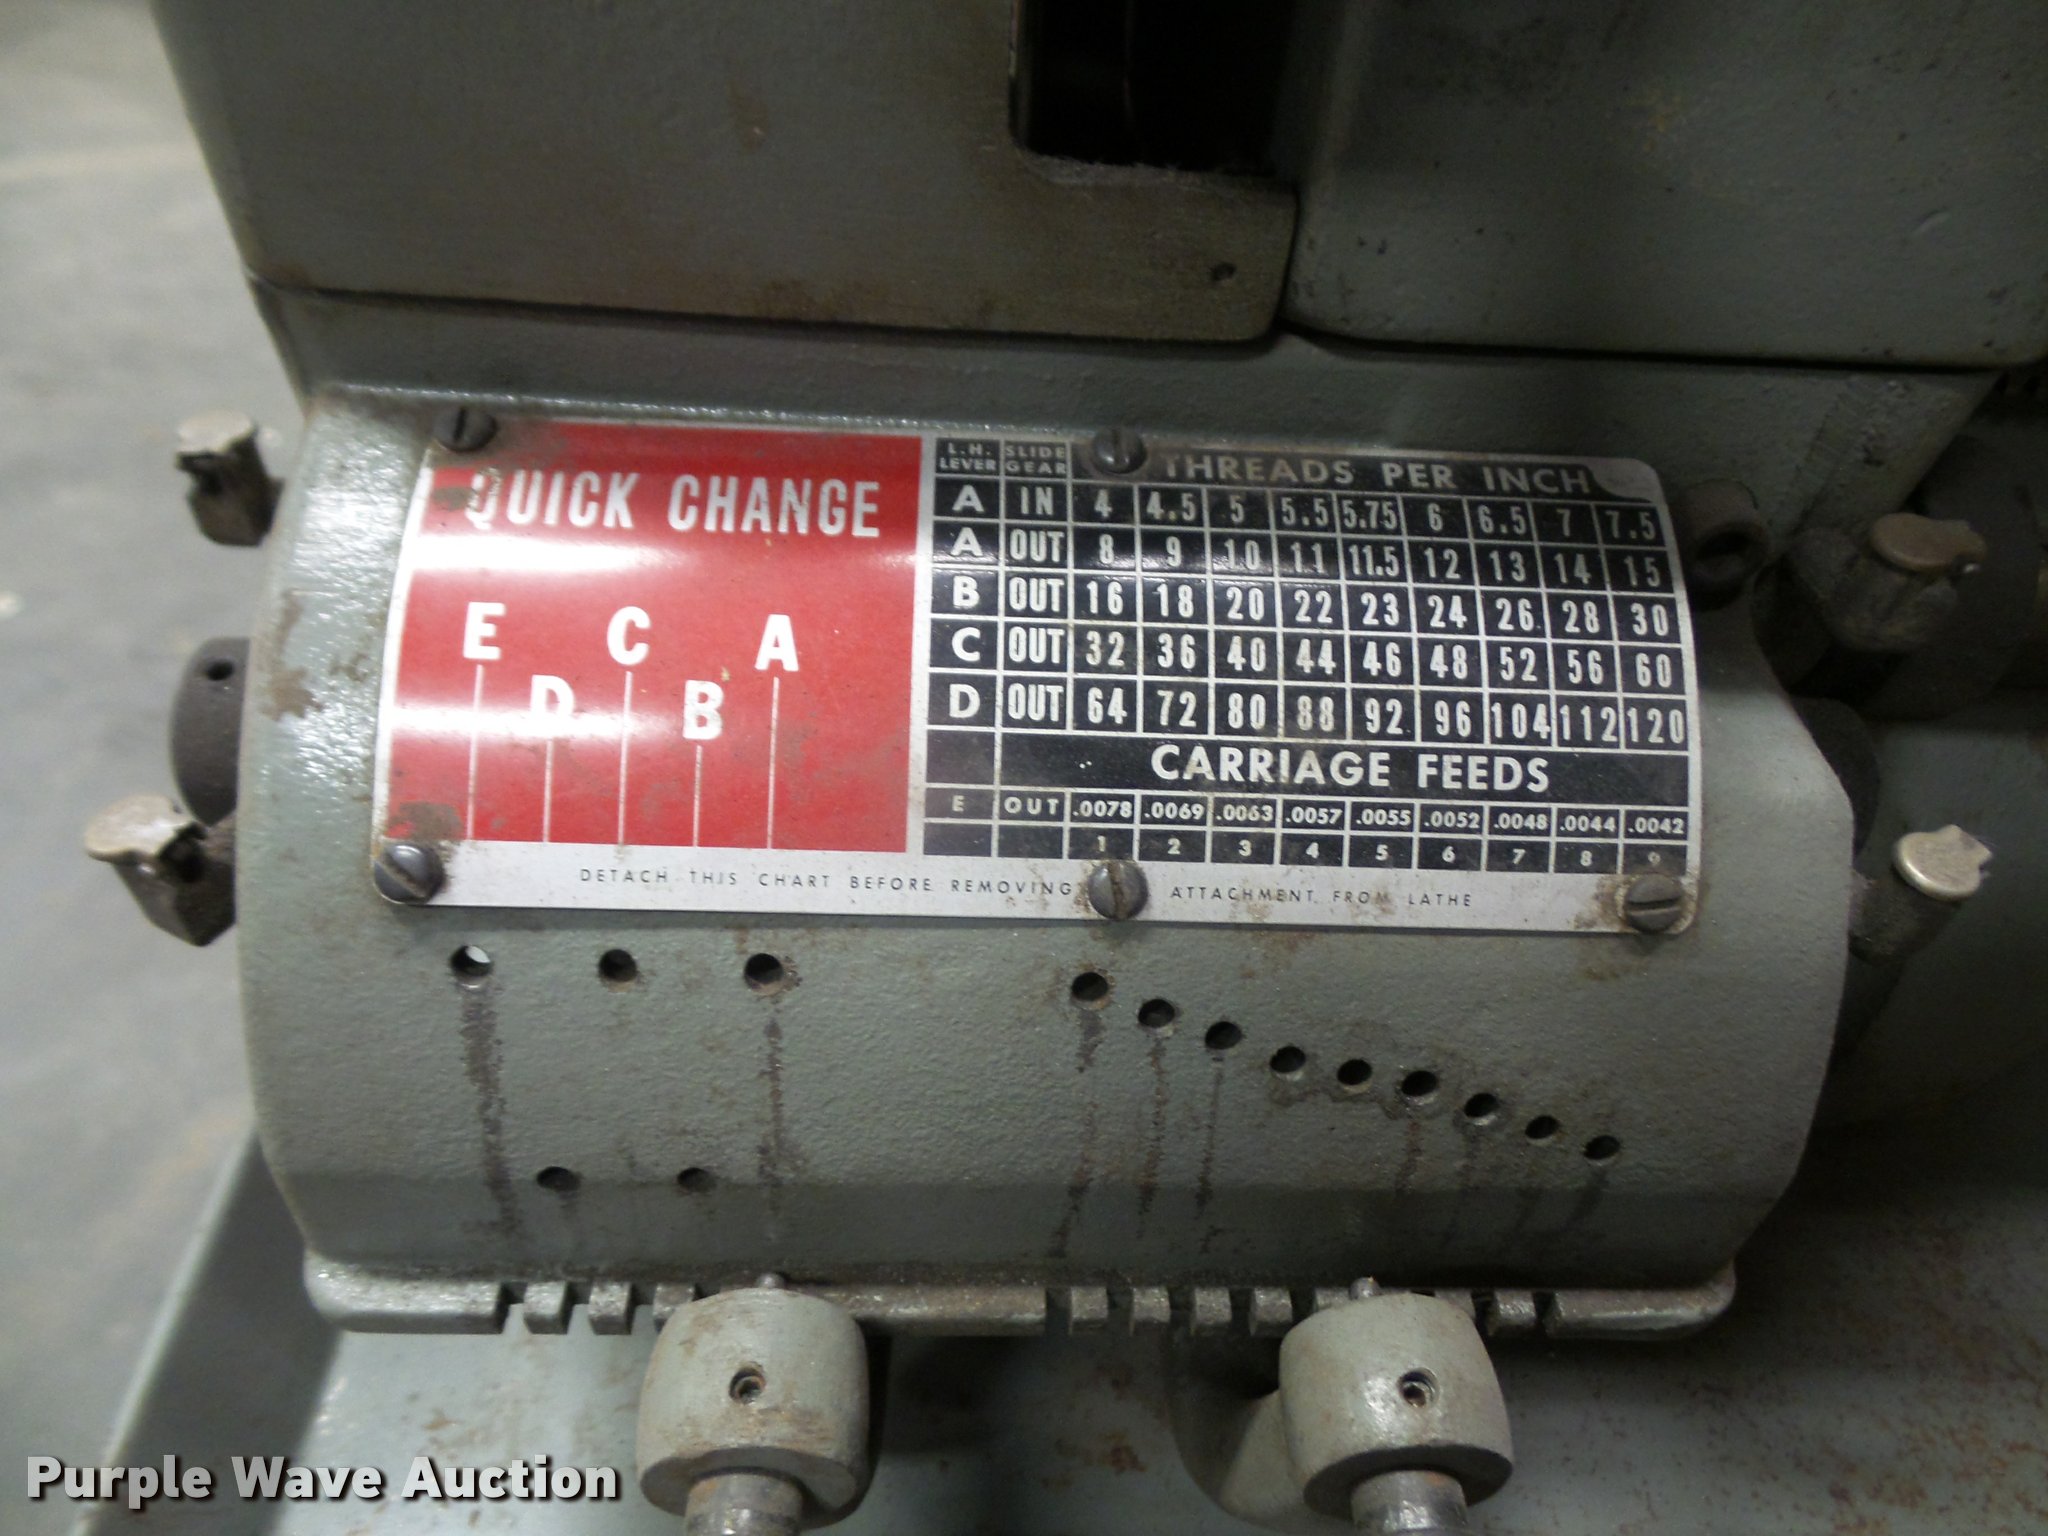 QUICK CHANGE
E C A
D B
L.H. LEVER SLIDE GEAR THREADS PER INCH
A IN 4 4.5 5 5.5 5.75 6 6.5 7 7.5
A OUT 8 9 10 11 11.5 12 13 14 15
B OUT 16 18 20 22 23 24 26 28 30
C OUT 32 36 40 44 46 48 52 56 60
D OUT 64 72 80 88 92 96 104 112 120
CARRIAGE FEEDS
E OUT .0078 .0069 .0063 .0057 .0055 .0052 .0048 .0044 .0042
1 2 3 4 5 6 7 8 9
DETACH THIS CHART BEFORE REMOVING ATTACHMENT FROM LATHE
Purple Wave Auction